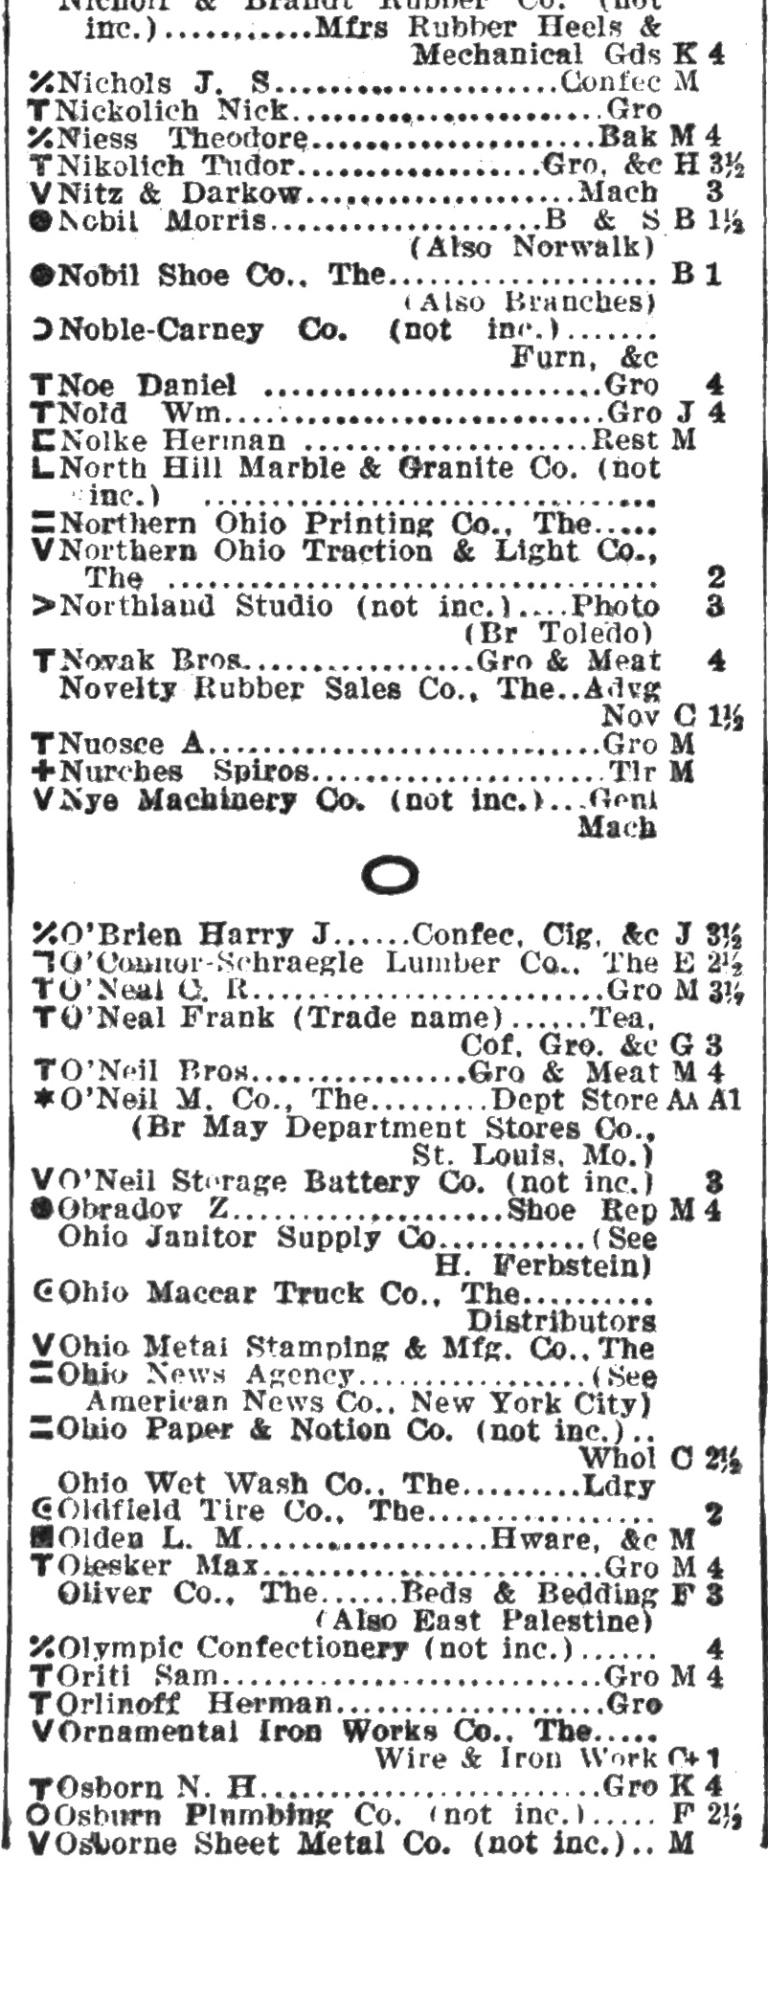 Nicholl & Brandt Rubber Co. (not
inc.)...........Mfrs Rubber Heels &
Mechanical Gds K 4
⁒Nichols J. S.....................Confec M
TNickolich Nick.......................Gro
⁒Niess Theodore.....................Bak M 4
TNikolich Tudor..................Gro, &c H 3½
VNitz & Darkow....................Mach 3
●Nobil Morris....................B & S B 1½
(Also Norwalk)
●Nobil Shoe Co., The.................... B 1
(Also Branches)
ↃNoble-Carney Co. (not inc.).......
Furn, &c
TNoe Daniel .........................Gro 4
TNold Wm............................Gro J 4
⊏Nolke Herman .....................Rest M
LNorth Hill Marble & Granite Co. (not
inc.) .................................
=Northern Ohio Printing Co., The.....
VNorthern Ohio Traction & Light Co.,
The .................................... 2
>Northland Studio (not inc.)....Photo 3
(Br Toledo)
TNovak Bros.................Gro & Meat 4
Novelty Rubber Sales Co., The..Advg
Nov C 1½
TNuosce A.............................Gro M
+Nurches Spiros......................Tlr M
VNye Machinery Co. (not inc.)...Genl
Mach
O
⁒O'Brien Harry J......Confec, Cig, &c J 3½
⅂O'Connor-Schraegle Lumber Co., The E 2½
TO'Neal C. R..........................Gro M 3½
TO'Neal Frank (Trade name)......Tea,
Cof, Gro, &c G 3
TO'Neil Bros................Gro & Meat M 4
✶O'Neil M. Co., The.........Dept Store AA A1
(Br May Department Stores Co.,
St. Louis, Mo.)
VO'Neil Storage Battery Co. (not inc.) 3
●Obradov Z....................Shoe Rep M 4
Ohio Janitor Supply Co...........(See
H. Ferbstein)
ᏀOhio Maccar Truck Co., The..........
Distributors
VOhio Metal Stamping & Mfg. Co., The
=Ohio News Agency.................(See
American News Co., New York City)
=Ohio Paper & Notion Co. (not inc.)..
Whol C 2½
Ohio Wet Wash Co., The.........Ldry
ᏀOldfield Tire Co., The................. 2
■Olden L. M..................Hware, &c M
TOlesker Max.........................Gro M 4
Oliver Co., The......Beds & Bedding F 3
(Also East Palestine)
⁒Olympic Confectionery (not inc.)...... 4
TOriti Sam............................Gro M 4
TOrlinoff Herman....................Gro
VOrnamental Iron Works Co., The.....
Wire & Iron Work C+ 1
TOsborn N. H.........................Gro K 4
OOsburn Plumbing Co. (not inc.)..... F 2½
VOsborne Sheet Metal Co. (not inc.).. M